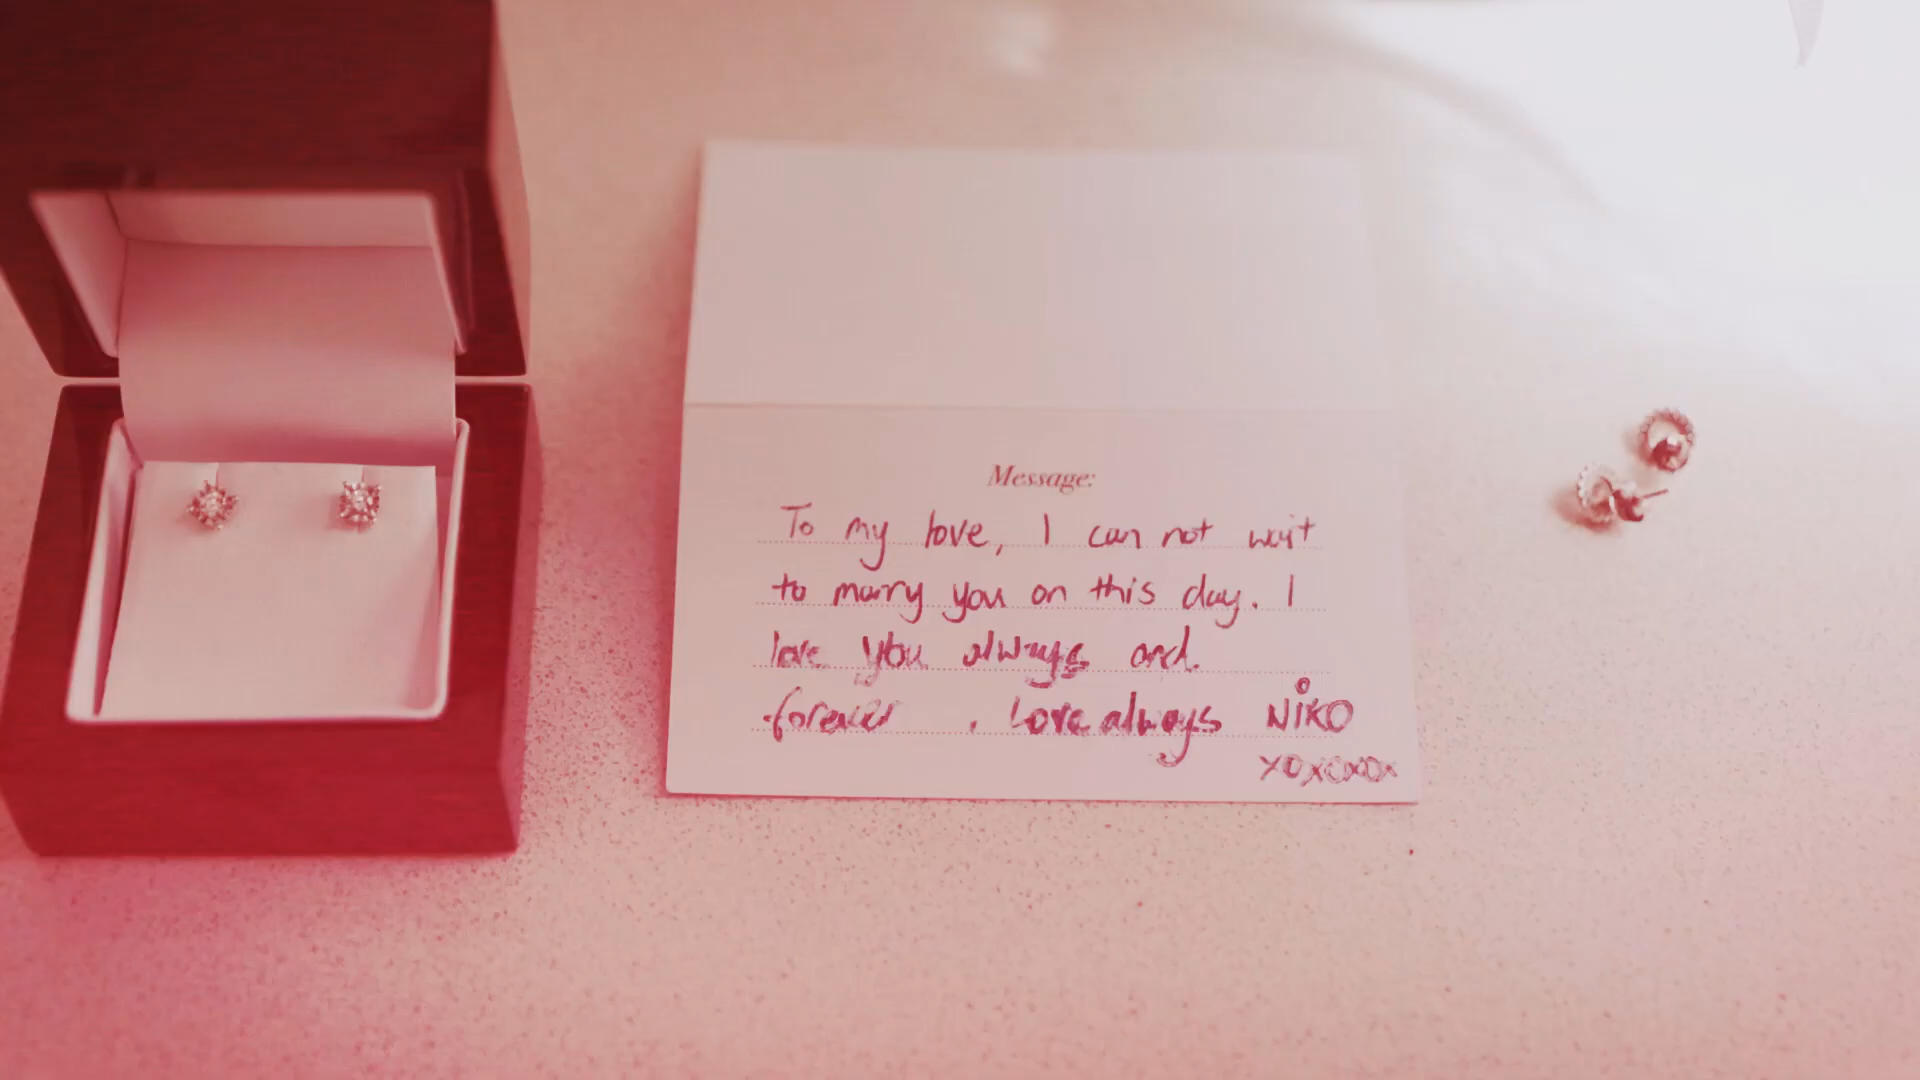 Message:
To my love, I can not wait
to marry you on this day. I
love you always and
forever . Love always NIKO
xoxoxox